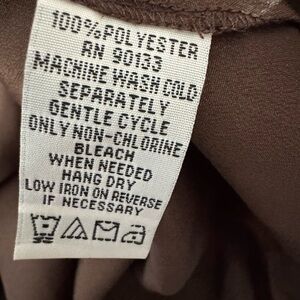 100% POLYESTER
RN 90133
MACHINE WASH COLD
SEPARATELY
GENTLE CYCLE
ONLY NON-CHLORINE
BLEACH
WHEN NEEDED
HANG DRY
LOW IRON ON REVERSE
IF NECESSARY